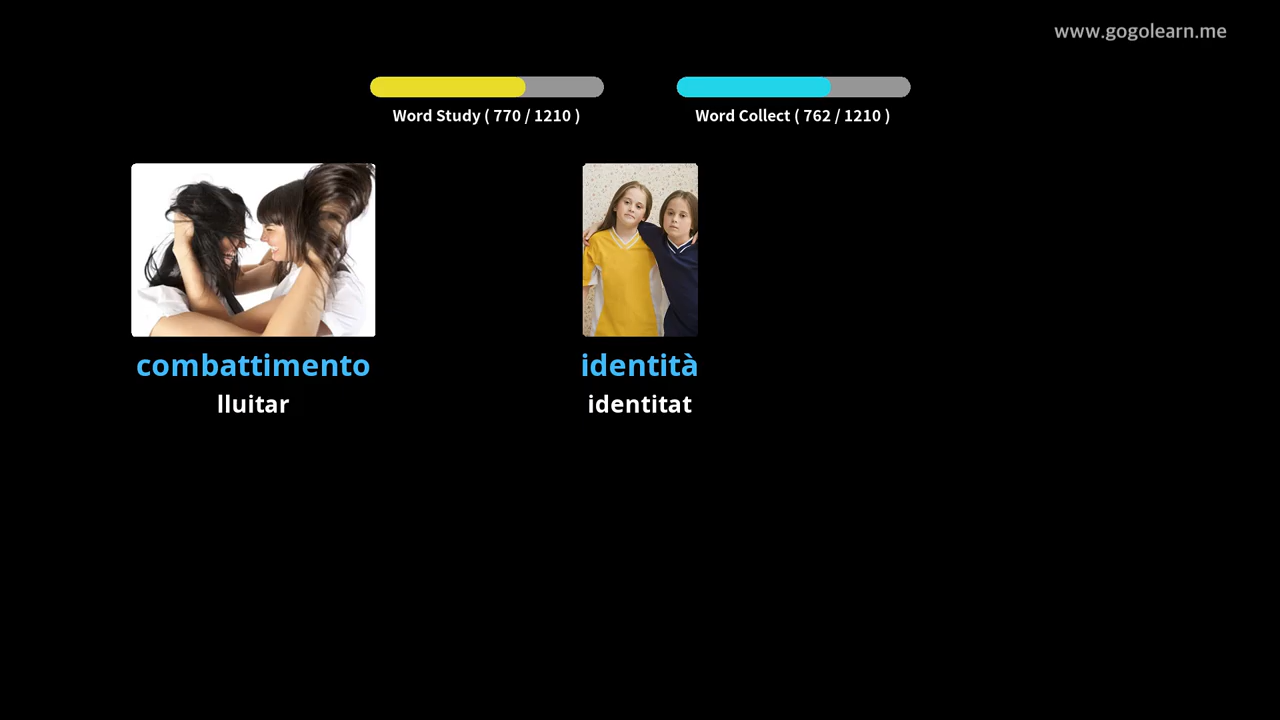 www.gogolearn.me
Word Study ( 770 / 1210 )
Word Collect ( 762 / 1210 )
combattimento
lluitar
identità
identitat